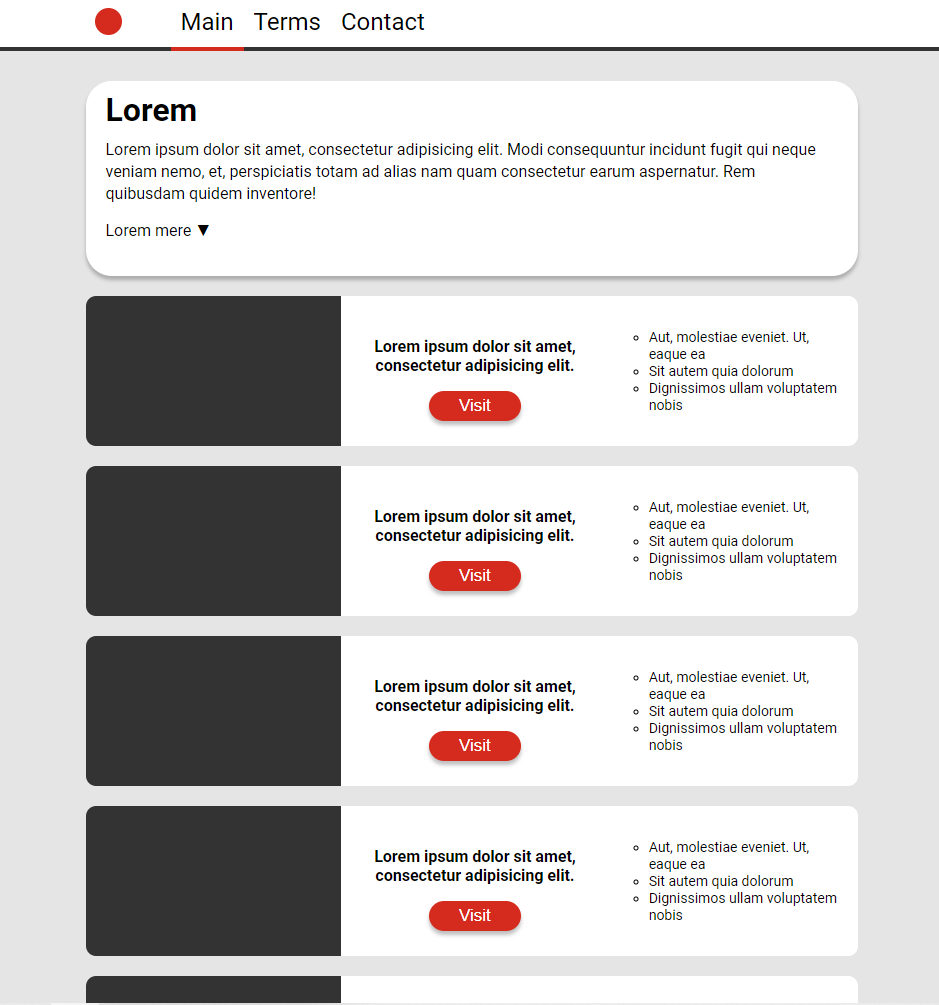 Main Terms Contact
Lorem
Lorem ipsum dolor sit amet, consectetur adipisicing elit. Modi consequuntur incidunt fugit qui neque
veniam nemo, et, perspiciatis totam ad alias nam quam consectetur earum aspernatur. Rem
quibusdam quidem inventore!
Lorem mere ▼
Lorem ipsum dolor sit amet,
consectetur adipisicing elit.
Visit
Aut, molestiae eveniet. Ut,
eaque ea
Sit autem quia dolorum
Dignissimos ullam voluptatem
nobis
Lorem ipsum dolor sit amet,
consectetur adipisicing elit.
Visit
Aut, molestiae eveniet. Ut,
eaque ea
Sit autem quia dolorum
Dignissimos ullam voluptatem
nobis
Lorem ipsum dolor sit amet,
consectetur adipisicing elit.
Visit
Aut, molestiae eveniet. Ut,
eaque ea
Sit autem quia dolorum
Dignissimos ullam voluptatem
nobis
Lorem ipsum dolor sit amet,
consectetur adipisicing elit.
Visit
Aut, molestiae eveniet. Ut,
eaque ea
Sit autem quia dolorum
Dignissimos ullam voluptatem
nobis